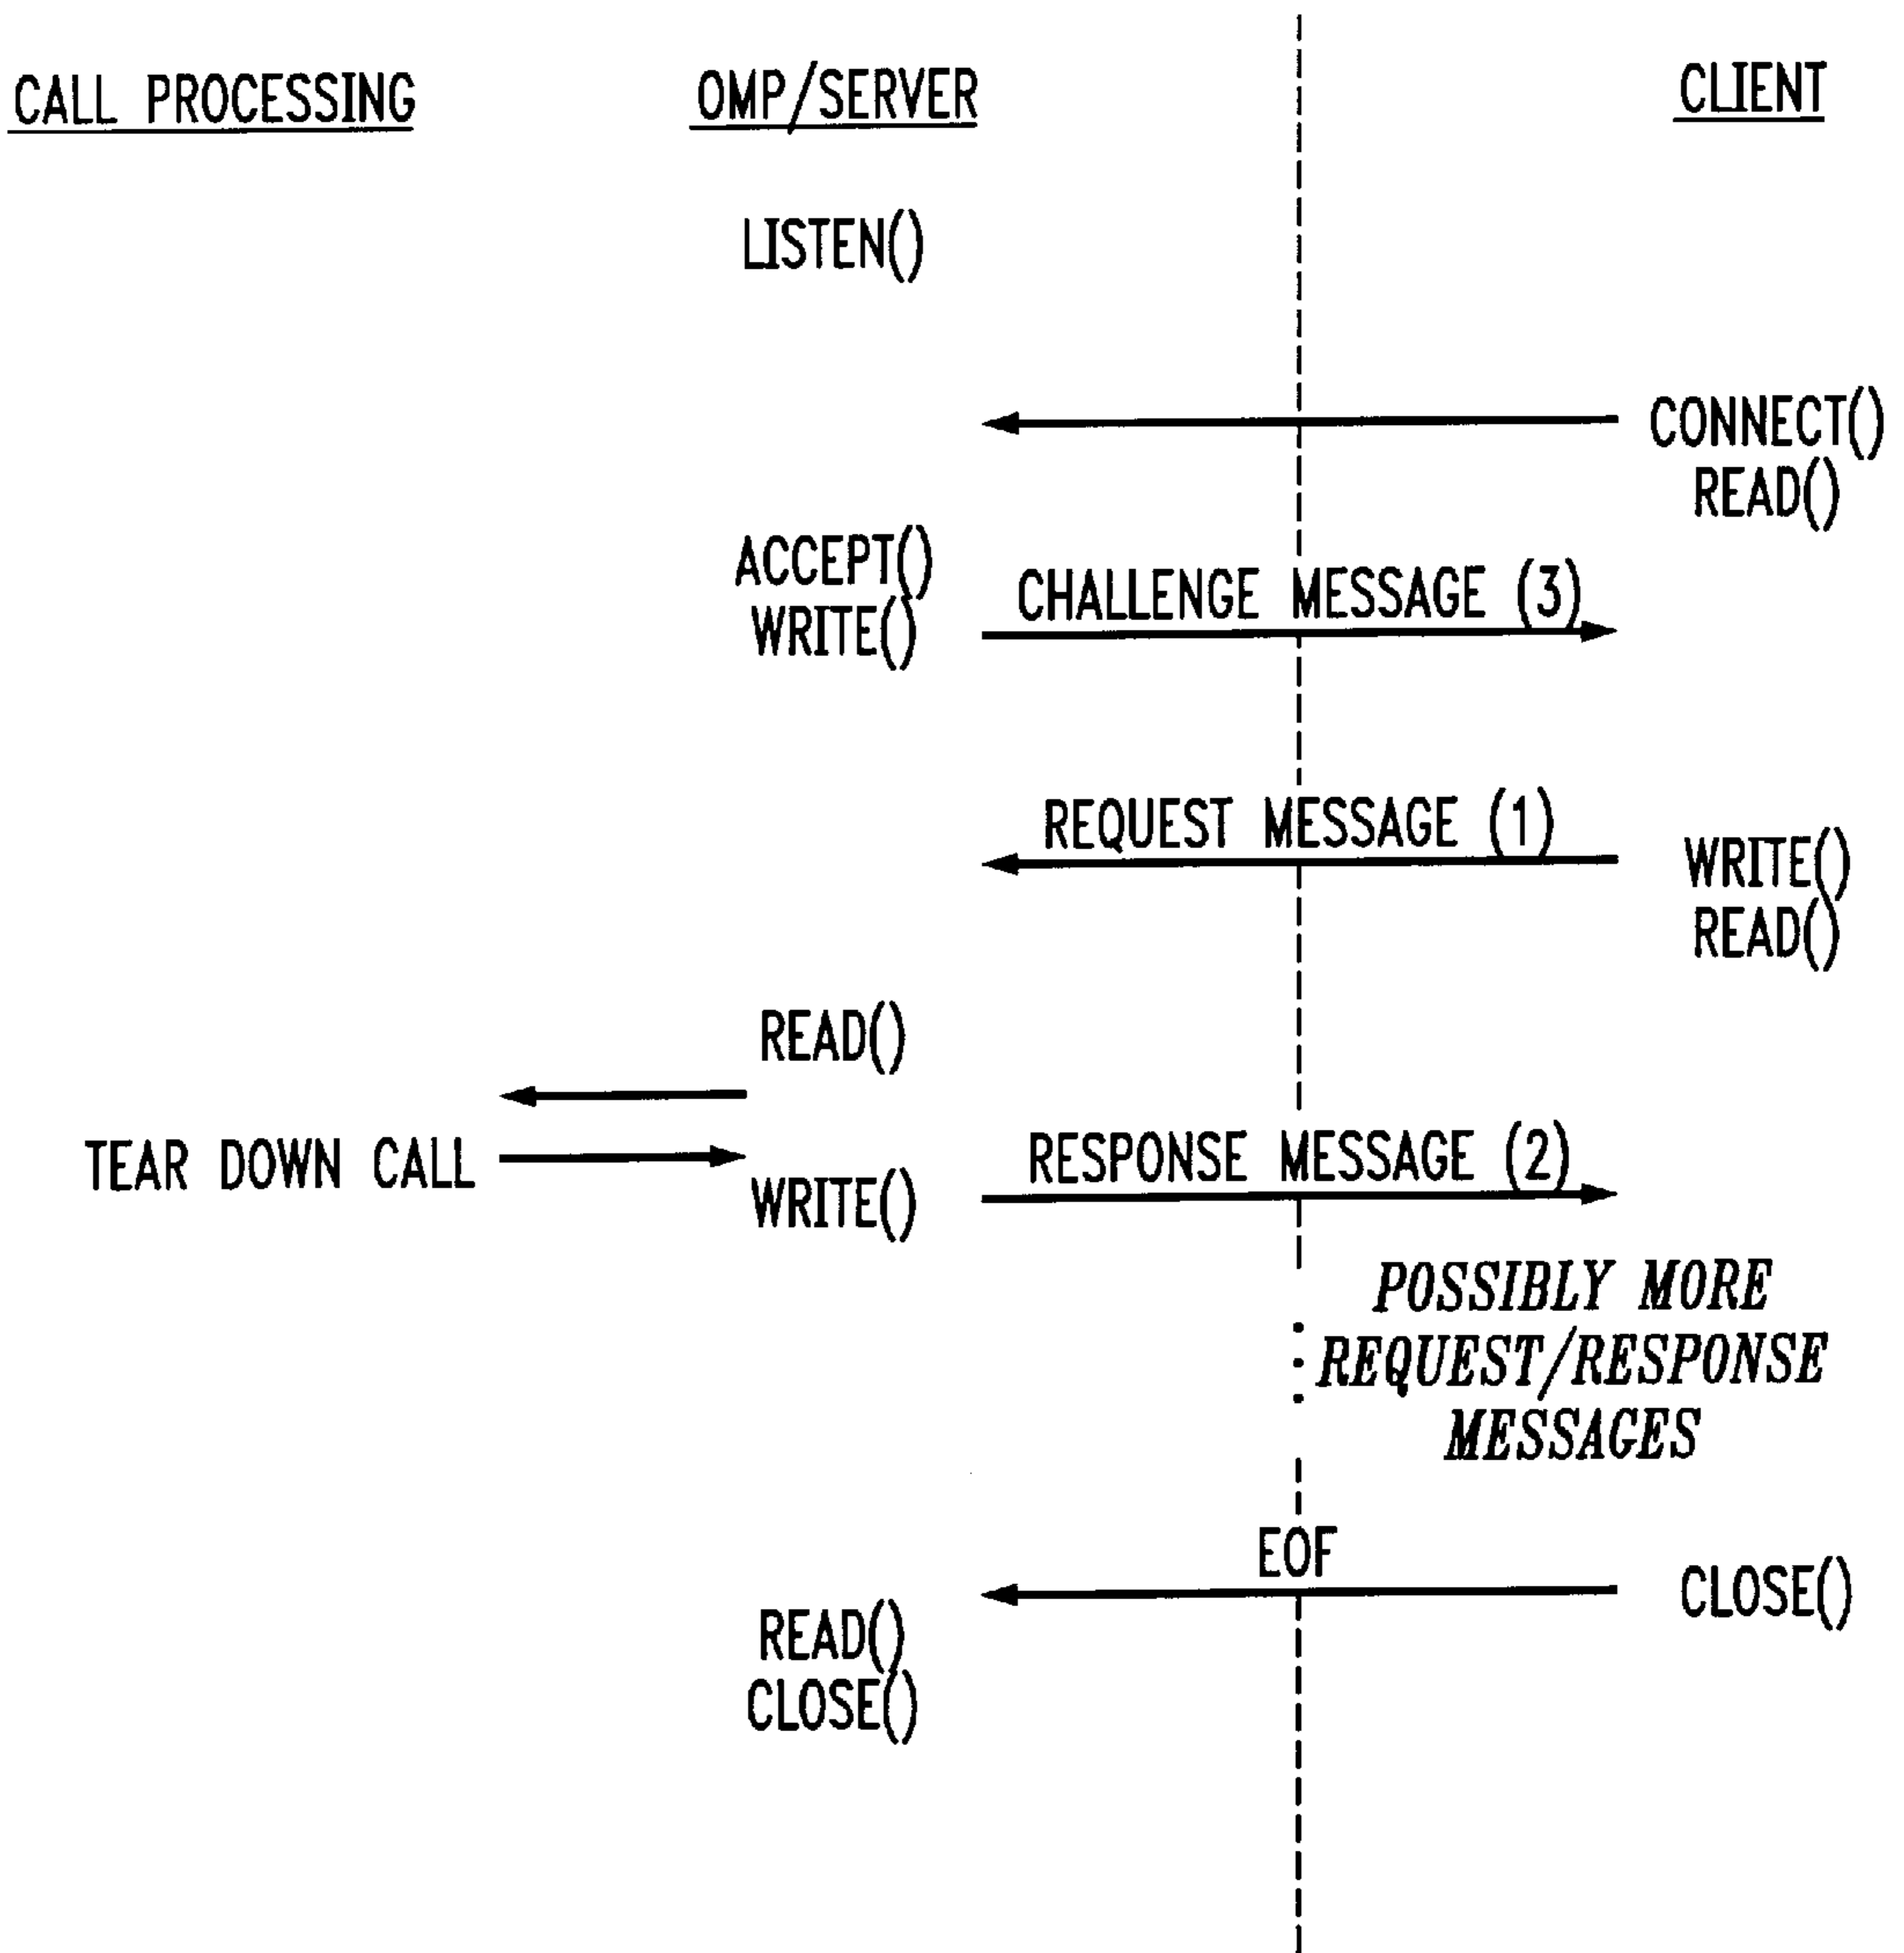 CALL PROCESSING
OMP/SERVER
CLIENT
LISTEN()
CONNECT()
READ()
ACCEPT()
WRITE()
CHALLENGE MESSAGE (3)
REQUEST MESSAGE (1)
WRITE()
READ()
READ()
TEAR DOWN CALL
WRITE()
RESPONSE MESSAGE (2)
POSSIBLY MORE
REQUEST/RESPONSE
MESSAGES
EOF
CLOSE()
READ()
CLOSE()